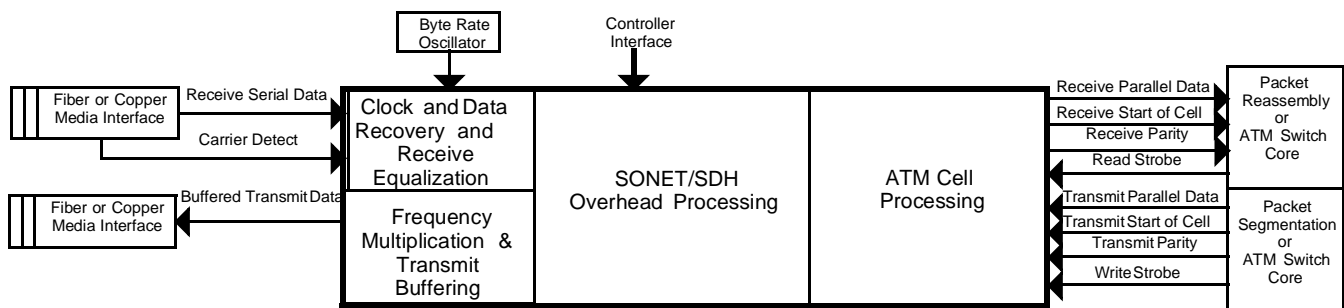 Byte Rate
Oscillator
Controller
Interface
Fiber or Copper
Media Interface
Receive Serial Data
Carrier Detect
Fiber or Copper
Media Interface
Buffered Transmit Data
Clock and Data
Recovery and
Receive
Equalization
Frequency
Multiplication &
Transmit
Buffering
SONET/SDH
Overhead Processing
ATM Cell
Processing
Receive Parallel Data
Receive Start of Cell
Receive Parity
Read Strobe
Transmit Parallel Data
Transmit Start of Cell
Transmit Parity
Write Strobe
Packet
Reassembly
or
ATM Switch
Core
Packet
Segmentation
or
ATM Switch
Core